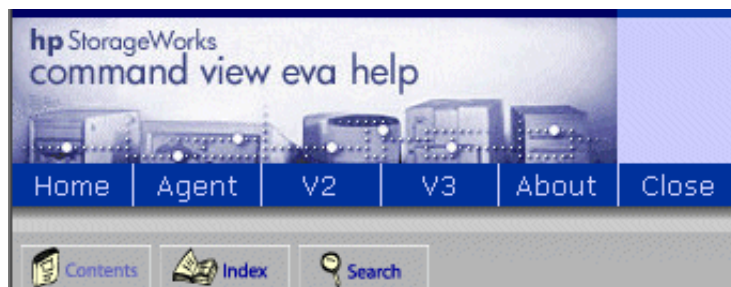 hp StorageWorks
command view eva help
Home Agent V2 V3 About Close
Contents Index Search